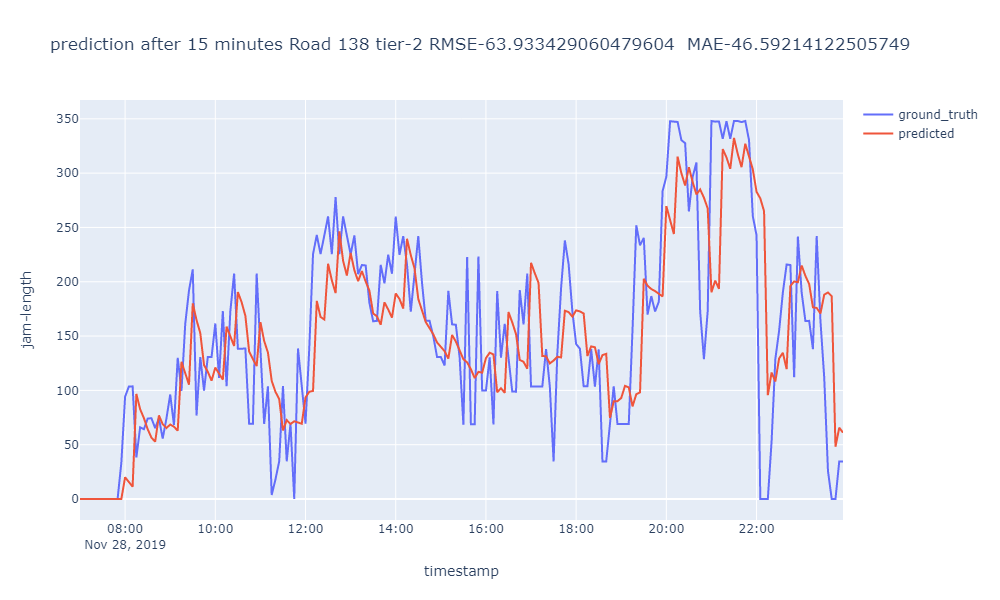 prediction after 15 minutes Road 138 tier-2 RMSE-63.933429060479604  MAE-46.59214122505749
ground_truth
predicted
350
300
250
200
150
100
50
0
jam-length
08:00 10:00 12:00 14:00 16:00 18:00 20:00 22:00
Nov 28, 2019
timestamp